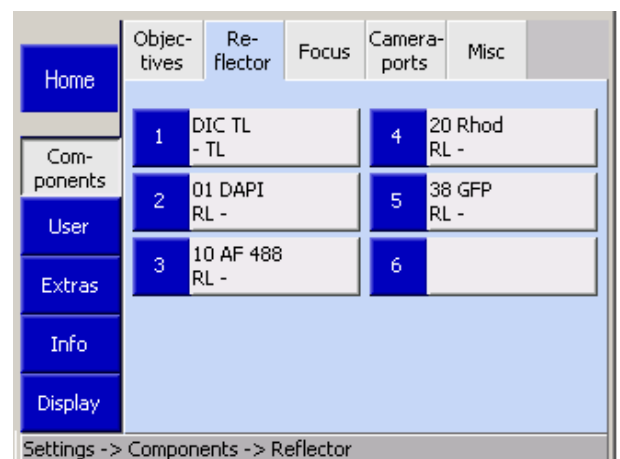 Objec-
tives
Re-
flector
Focus
Camera-
ports
Misc
Home
Com-
ponents
User
Extras
Info
Display
1
DIC TL
- TL
2
01 DAPI
RL -
3
10 AF 488
RL -
4
20 Rhod
RL -
5
38 GFP
RL -
6
Settings -> Components -> Reflector